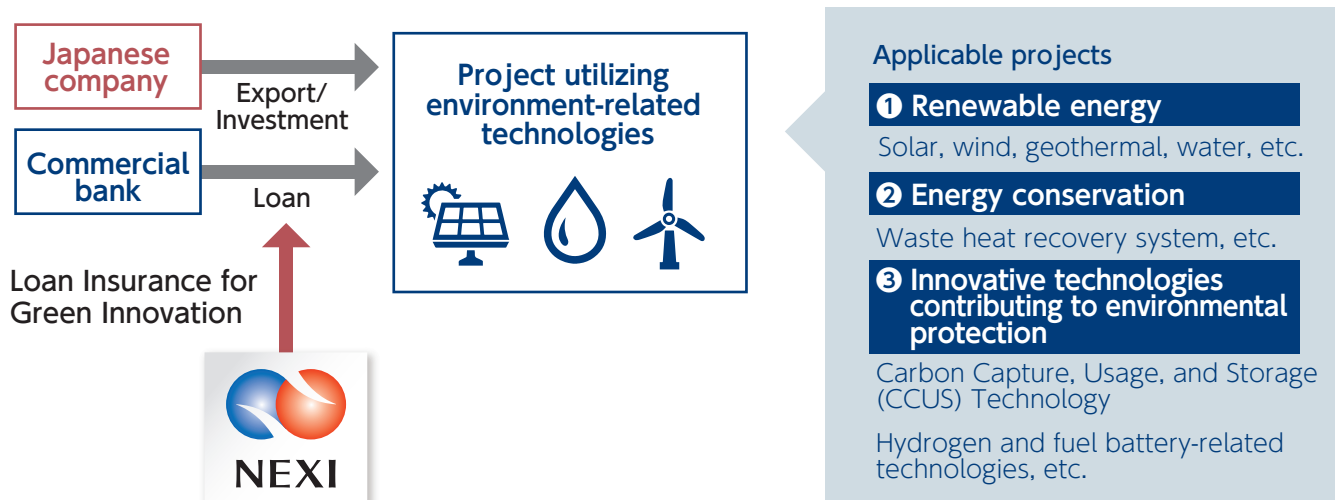 Japanese
company
Export/
Investment
Commercial
bank
Loan
Loan Insurance for
Green Innovation
NEXI
Project utilizing
environment-related
technologies
Applicable projects
❶ Renewable energy
Solar, wind, geothermal, water, etc.
❷ Energy conservation
Waste heat recovery system, etc.
❸ Innovative technologies
contributing to environmental
protection
Carbon Capture, Usage, and Storage
(CCUS) Technology
Hydrogen and fuel battery-related
technologies, etc.